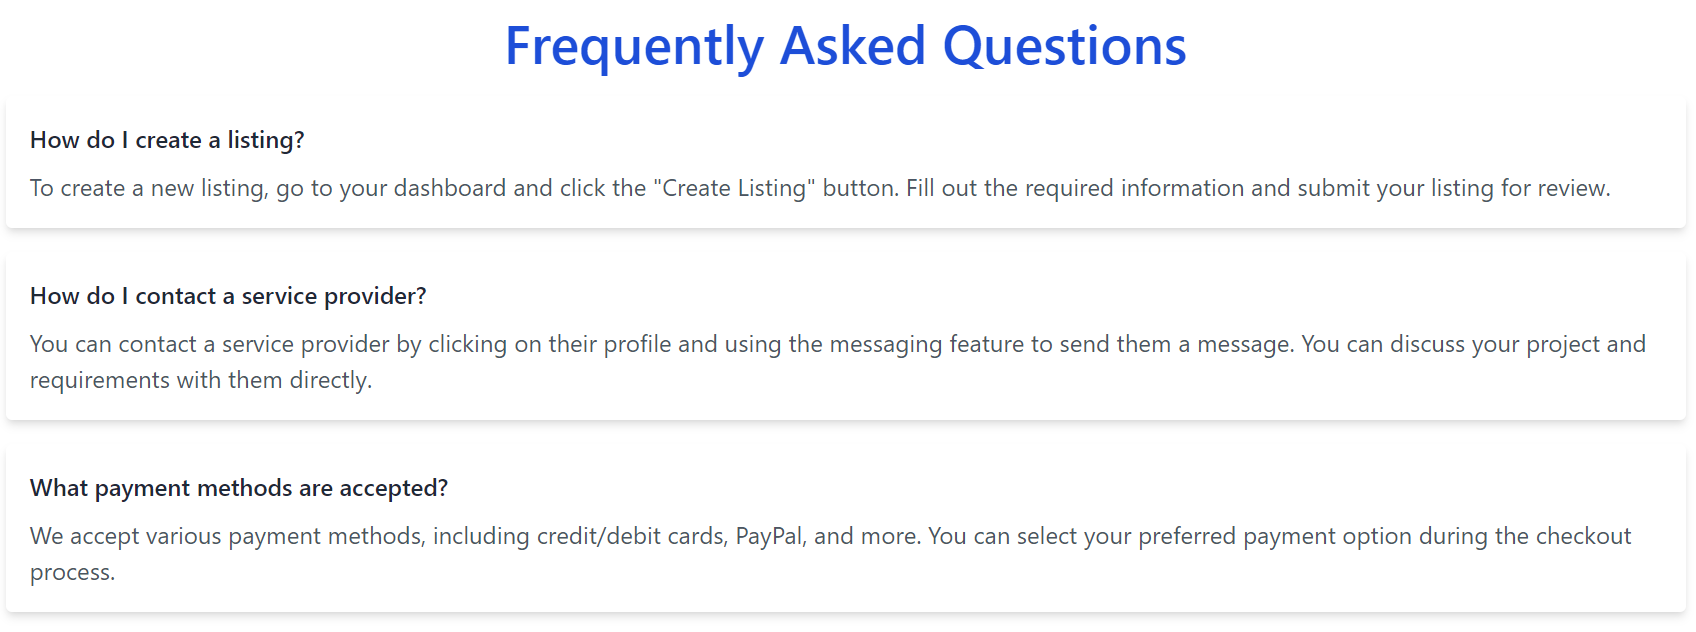 Frequently Asked Questions
How do I create a listing?
To create a new listing, go to your dashboard and click the "Create Listing" button. Fill out the required information and submit your listing for review.
How do I contact a service provider?
You can contact a service provider by clicking on their profile and using the messaging feature to send them a message. You can discuss your project and
requirements with them directly.
What payment methods are accepted?
We accept various payment methods, including credit/debit cards, PayPal, and more. You can select your preferred payment option during the checkout
process.